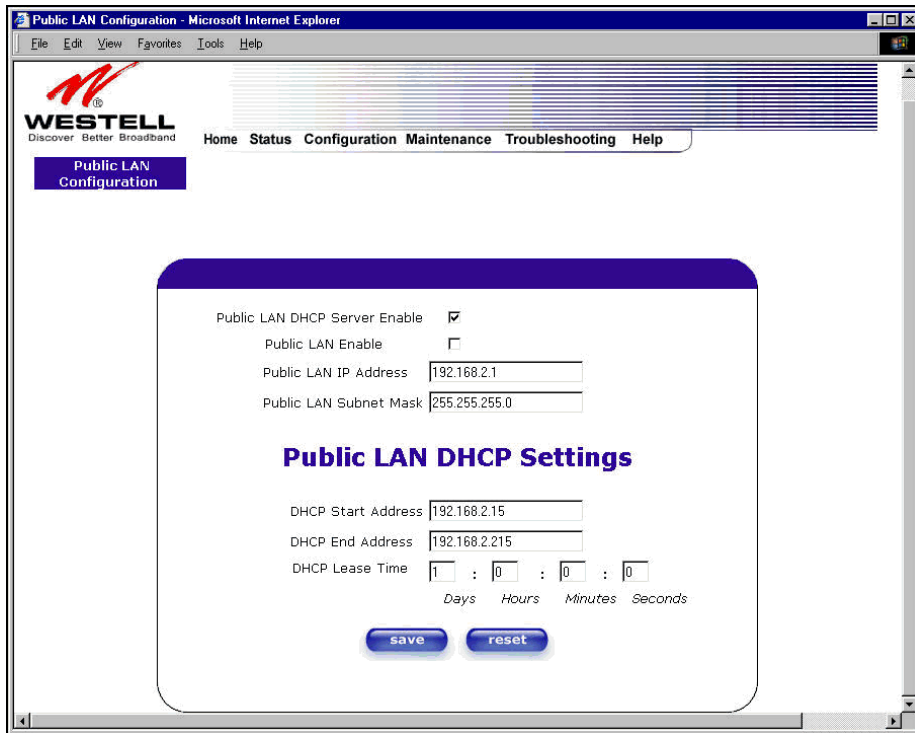 Public LAN Configuration - Microsoft Internet Explorer
File Edit View Favorites Tools Help
WESTELL®
Discover Better Broadband
Home Status Configuration Maintenance Troubleshooting Help
Public LAN
Configuration
Public LAN DHCP Server Enable
Public LAN Enable
Public LAN IP Address 192.168.2.1
Public LAN Subnet Mask 255.255.255.0
Public LAN DHCP Settings
DHCP Start Address 192.168.2.15
DHCP End Address 192.168.2.215
DHCP Lease Time 1 : 0 : 0 : 0
Days Hours Minutes Seconds
save reset